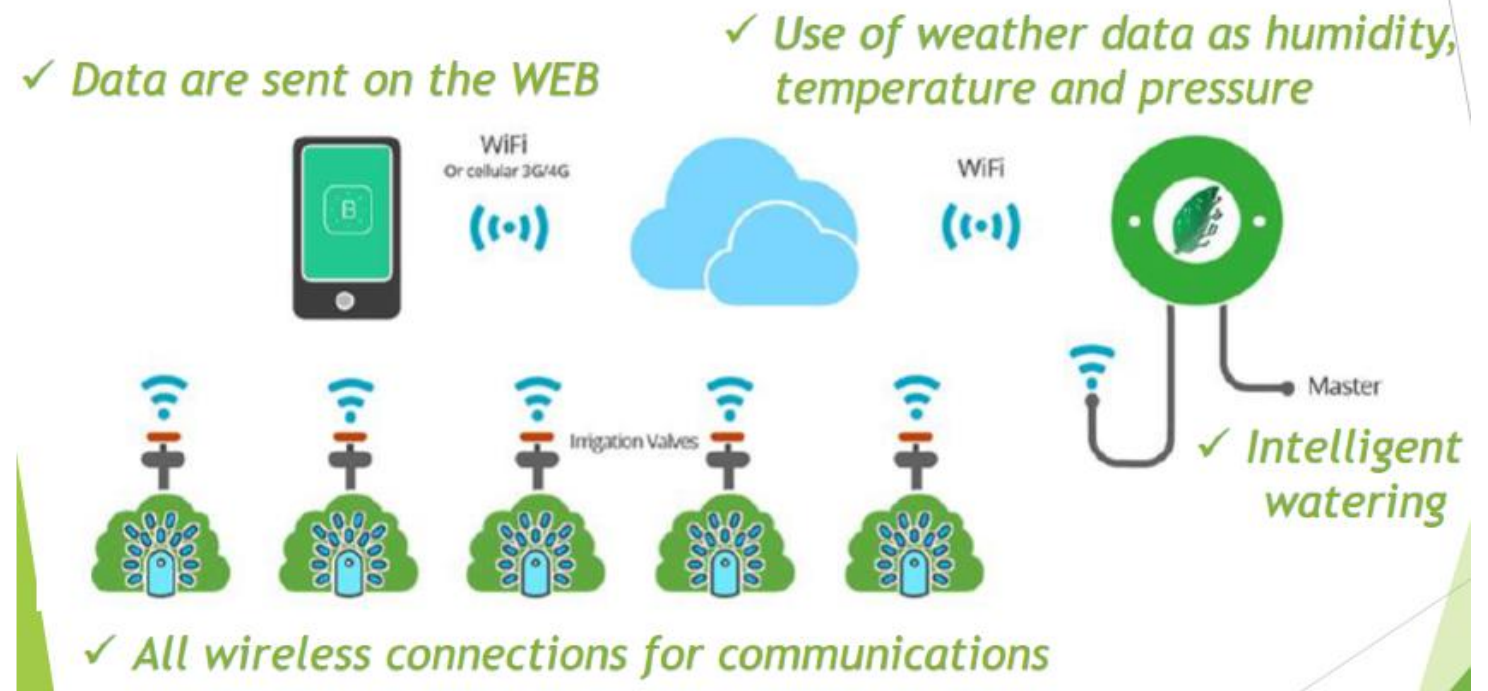 ✓ Data are sent on the WEB
✓ Use of weather data as humidity,
temperature and pressure
WiFi
Or cellular 3G/4G
WiFi
B
Master
Irrigation Valves
✓ Intelligent
watering
✓ All wireless connections for communications